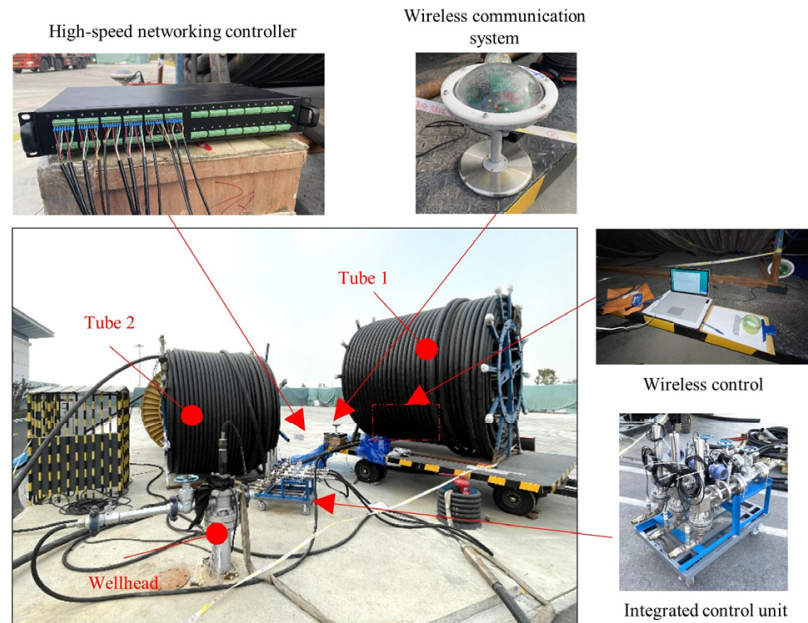 High-speed networking controller
Wireless communication
system
Tube 1
Tube 2
Wireless control
Wellhead
Integrated control unit